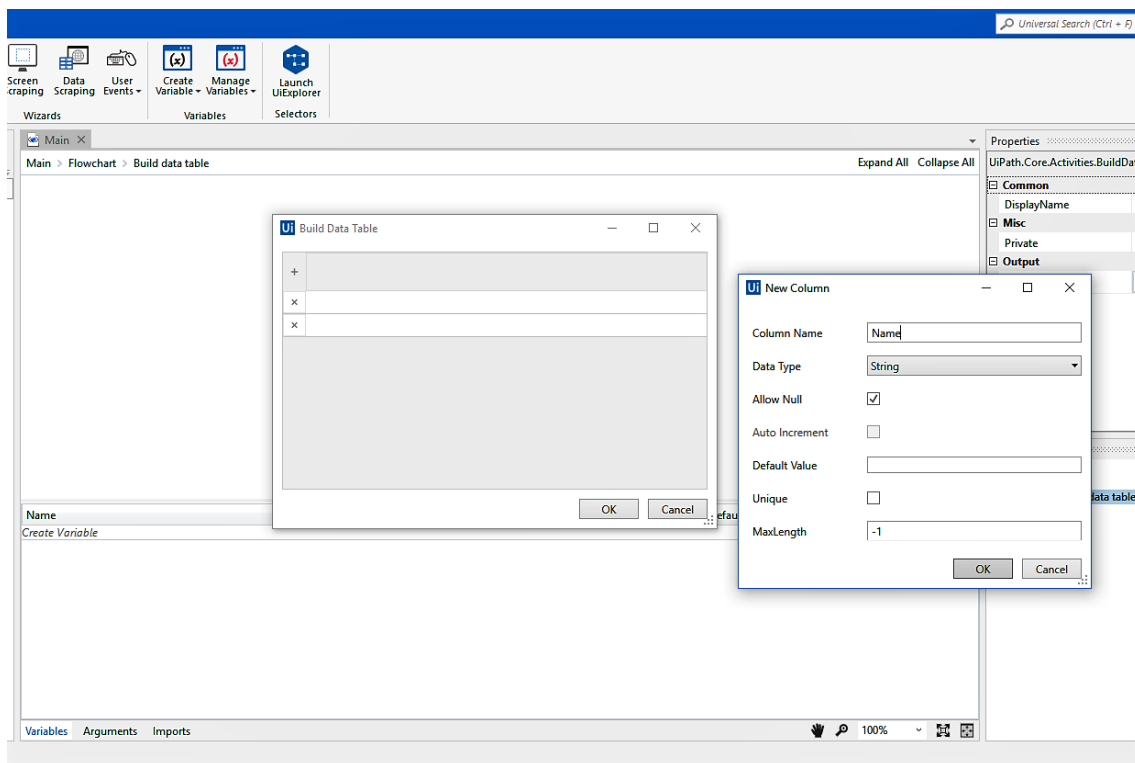 Universal Search (Ctrl + F)
Screen Scraping
Data Scraping
User Events
Create Variable
Manage Variables
Launch UiExplorer
Wizards
Variables
Selectors
Main
Main > Flowchart > Build data table
Expand All Collapse All
Properties
UiPath.Core.Activities.BuildDa
Common
DisplayName
Misc
Private
Output
Ui Build Data Table
OK Cancel
Ui New Column
Column Name Name
Data Type String
Allow Null
Auto Increment
Default Value
Unique
MaxLength -1
OK Cancel
data table
Name
efau
Create Variable
Variables Arguments Imports
100%